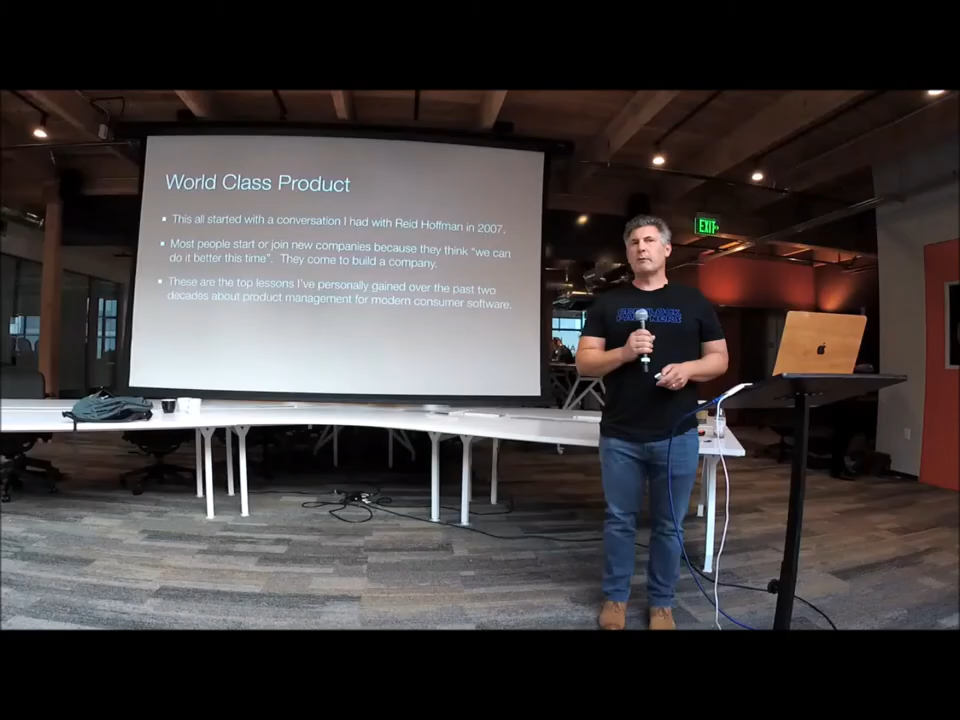 World Class Product
▪ This all started with a conversation I had with Reid Hoffman in 2007.
▪ Most people start or join new companies because they think “we can
do it better this time”. They come to build a company.
▪ These are the top lessons I’ve personally gained over the past two
decades about product management for modern consumer software.
EXIT
GREYLOCK
PARTNERS